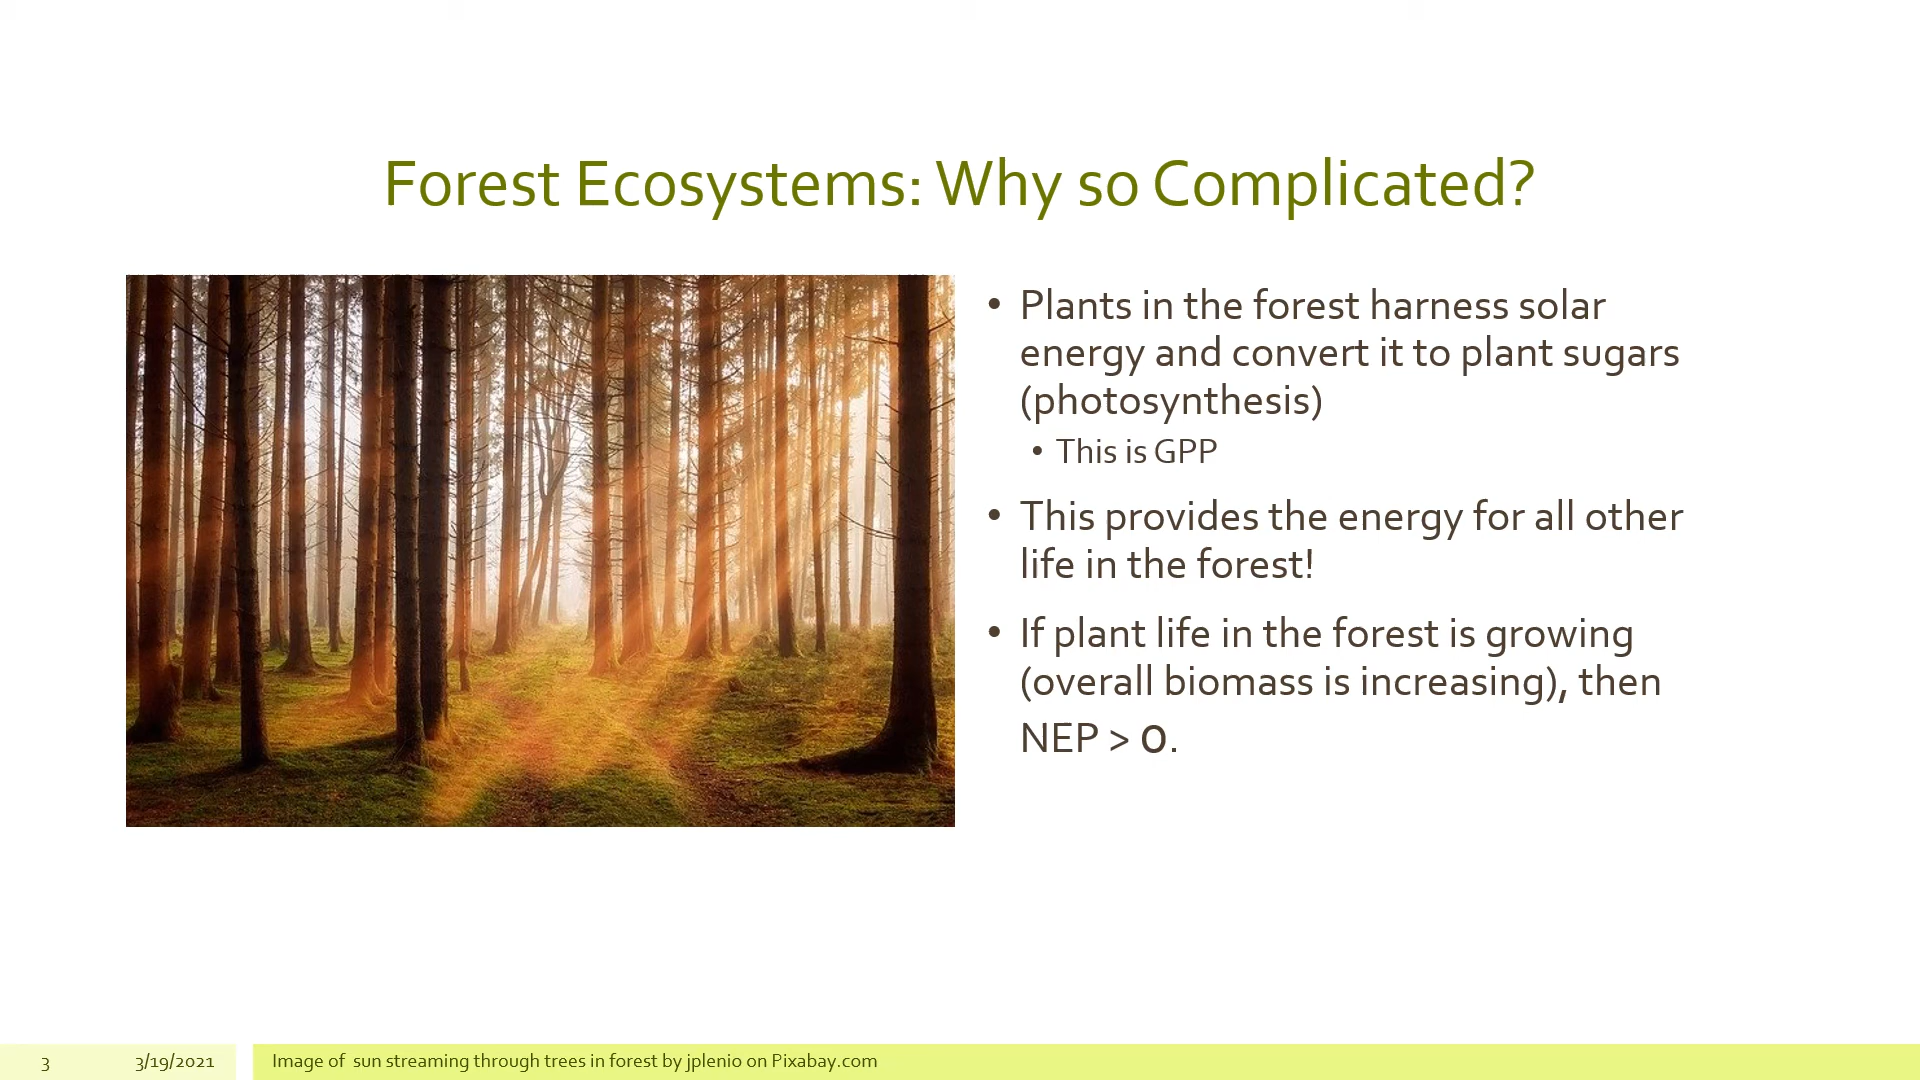 Forest Ecosystems: Why so Complicated?
• Plants in the forest harness solar
energy and convert it to plant sugars
(photosynthesis)
• This is GPP
• This provides the energy for all other
life in the forest!
• If plant life in the forest is growing
(overall biomass is increasing), then
NEP > 0.
3 3/19/2021 Image of sun streaming through trees in forest by jplenio on Pixabay.com